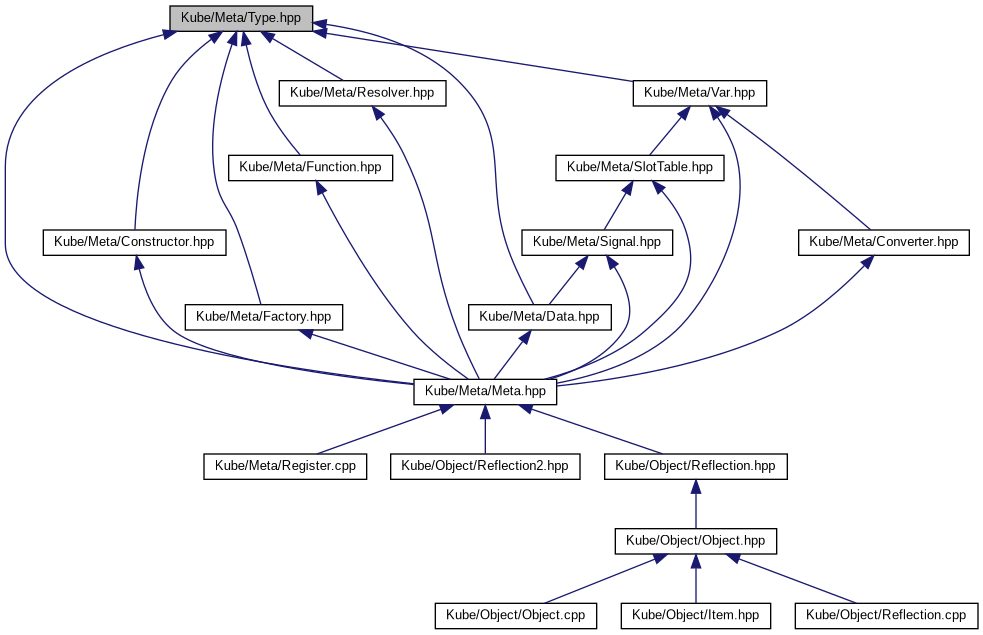 Kube/Meta/Type.hpp
Kube/Meta/Resolver.hpp
Kube/Meta/Var.hpp
Kube/Meta/Function.hpp
Kube/Meta/SlotTable.hpp
Kube/Meta/Constructor.hpp
Kube/Meta/Signal.hpp
Kube/Meta/Converter.hpp
Kube/Meta/Factory.hpp
Kube/Meta/Data.hpp
Kube/Meta/Meta.hpp
Kube/Meta/Register.cpp
Kube/Object/Reflection2.hpp
Kube/Object/Reflection.hpp
Kube/Object/Object.hpp
Kube/Object/Object.cpp
Kube/Object/Item.hpp
Kube/Object/Reflection.cpp